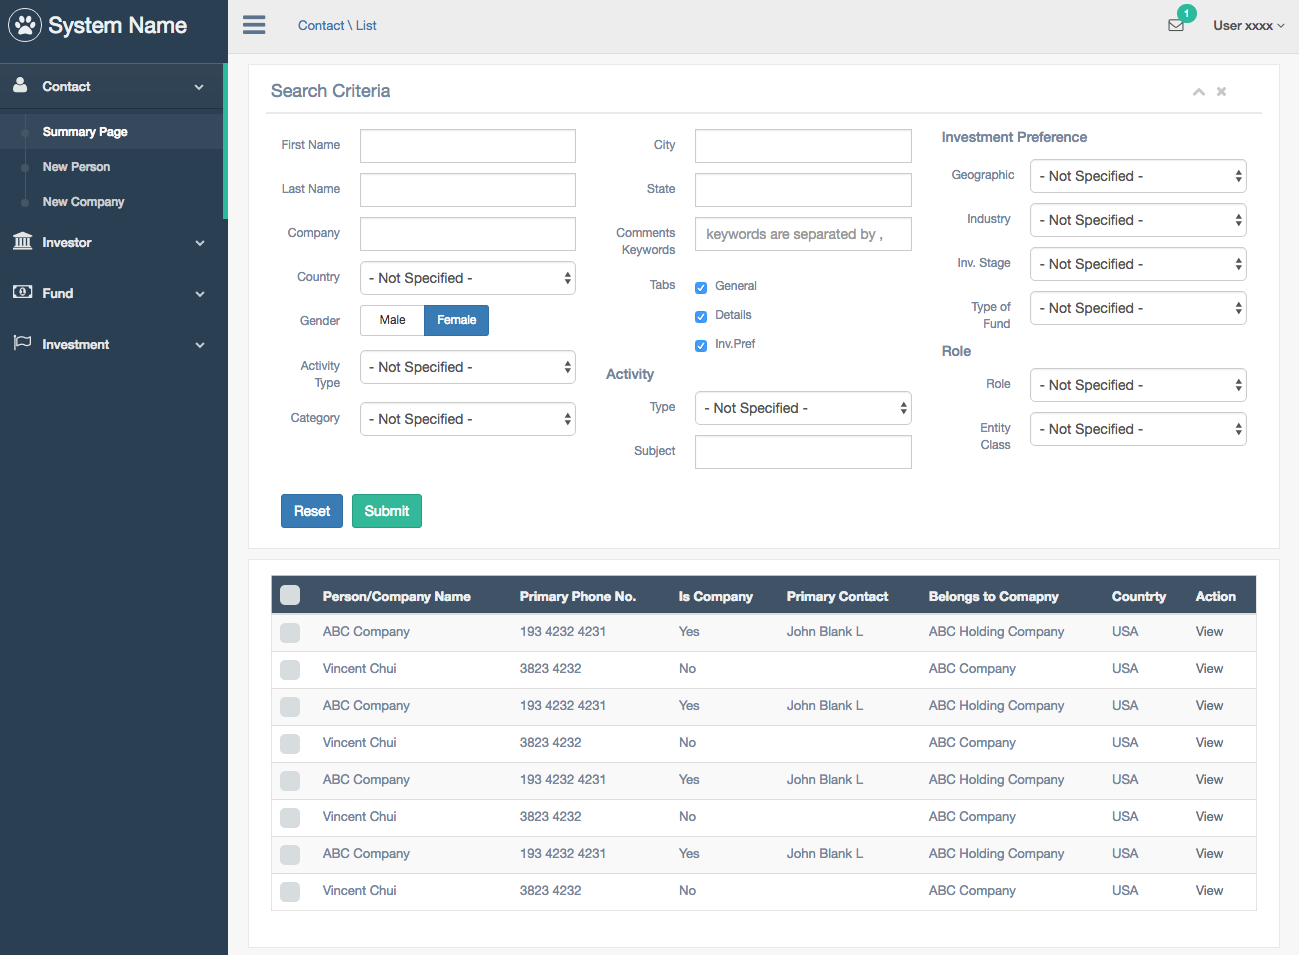 System Name
Contact \ List
1
User xxxx
Contact
Summary Page
New Person
New Company
Investor
Fund
Investment
Search Criteria
First Name
Last Name
Company
Country
- Not Specified -
Gender
Male
Female
Activity
Type
- Not Specified -
Category
- Not Specified -
City
State
Comments
Keywords
keywords are separated by ,
Tabs
General
Details
Inv.Pref
Activity
Type
- Not Specified -
Subject
Investment Preference
Geographic
- Not Specified -
Industry
- Not Specified -
Inv. Stage
- Not Specified -
Type of
Fund
- Not Specified -
Role
Role
- Not Specified -
Entity
Class
- Not Specified -
Reset
Submit
Person/Company Name Primary Phone No. Is Company Primary Contact Belongs to Comapny Countrty Action
ABC Company 193 4232 4231 Yes John Blank L ABC Holding Company USA View
Vincent Chui 3823 4232 No ABC Company USA View
ABC Company 193 4232 4231 Yes John Blank L ABC Holding Company USA View
Vincent Chui 3823 4232 No ABC Company USA View
ABC Company 193 4232 4231 Yes John Blank L ABC Holding Company USA View
Vincent Chui 3823 4232 No ABC Company USA View
ABC Company 193 4232 4231 Yes John Blank L ABC Holding Company USA View
Vincent Chui 3823 4232 No ABC Company USA View